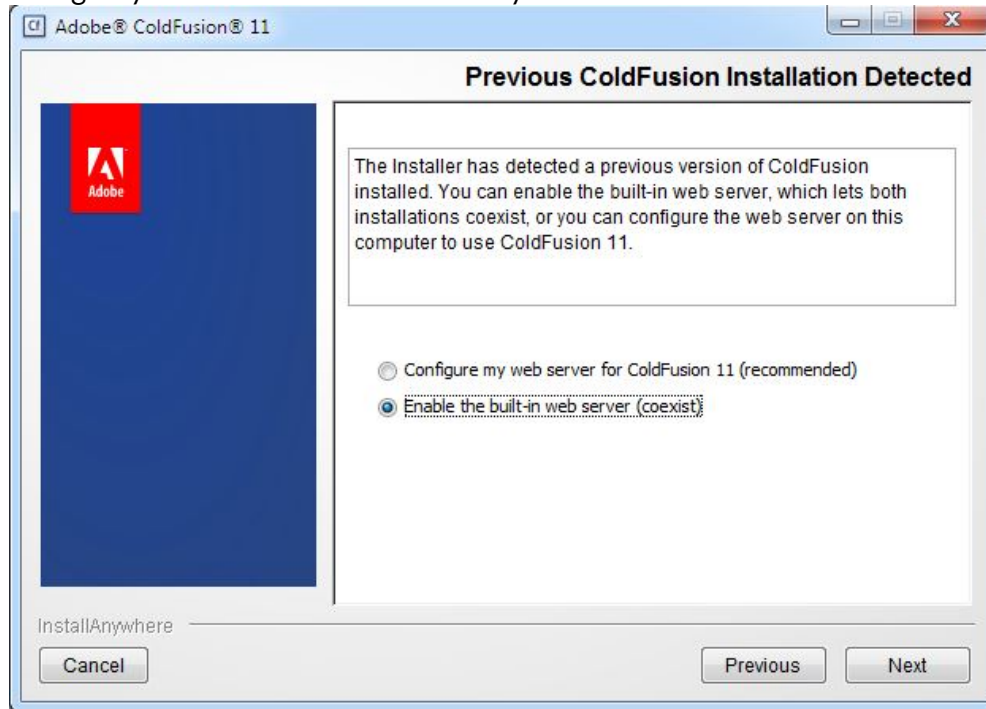 Adobe® ColdFusion® 11
Previous ColdFusion Installation Detected
Adobe
The Installer has detected a previous version of ColdFusion
installed. You can enable the built-in web server, which lets both
installations coexist, or you can configure the web server on this
computer to use ColdFusion 11.
Configure my web server for ColdFusion 11 (recommended)
Enable the built-in web server (coexist)
InstallAnywhere
Cancel
Previous
Next